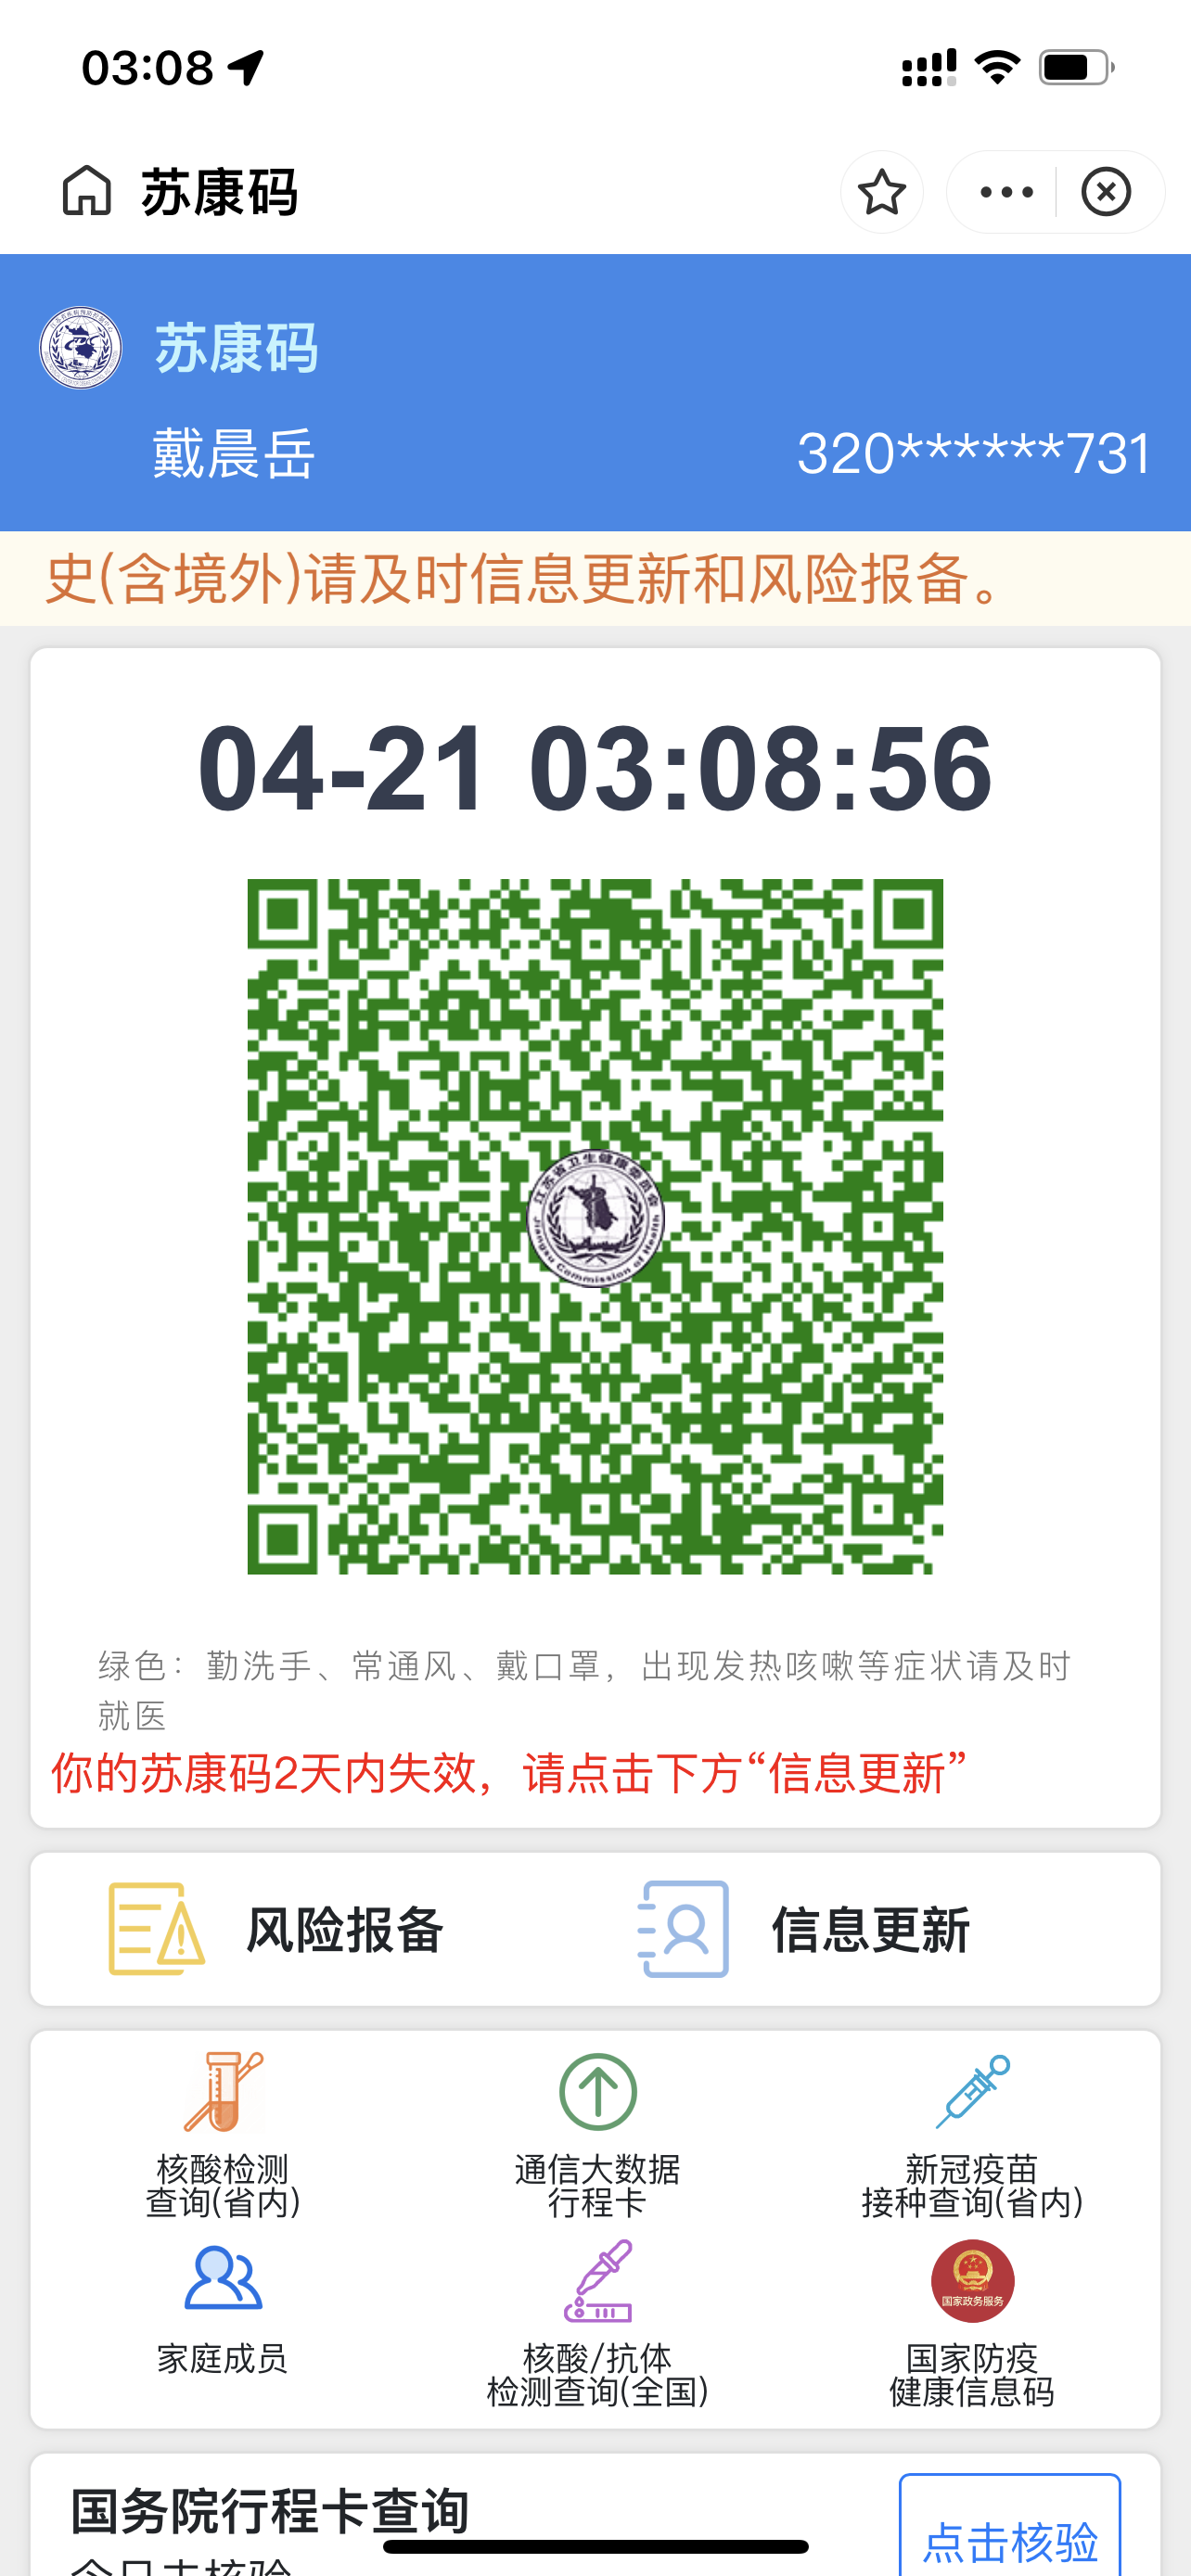 03:08
苏康码
苏康码
戴晨岳
320******731
史(含境外)请及时信息更新和风险报备。
04-21 03:08:56
江苏省卫生健康委员会
Jiangsu Commission of Health
绿色：勤洗手、常通风、戴口罩，出现发热咳嗽等症状请及时
就医
你的苏康码2天内失效，请点击下方“信息更新”
风险报备
信息更新
核酸检测
查询(省内)
通信大数据
行程卡
新冠疫苗
接种查询(省内)
家庭成员
核酸/抗体
检测查询(全国)
国家政务服务
国家防疫
健康信息码
国务院行程卡查询
点击核验
今日未核验